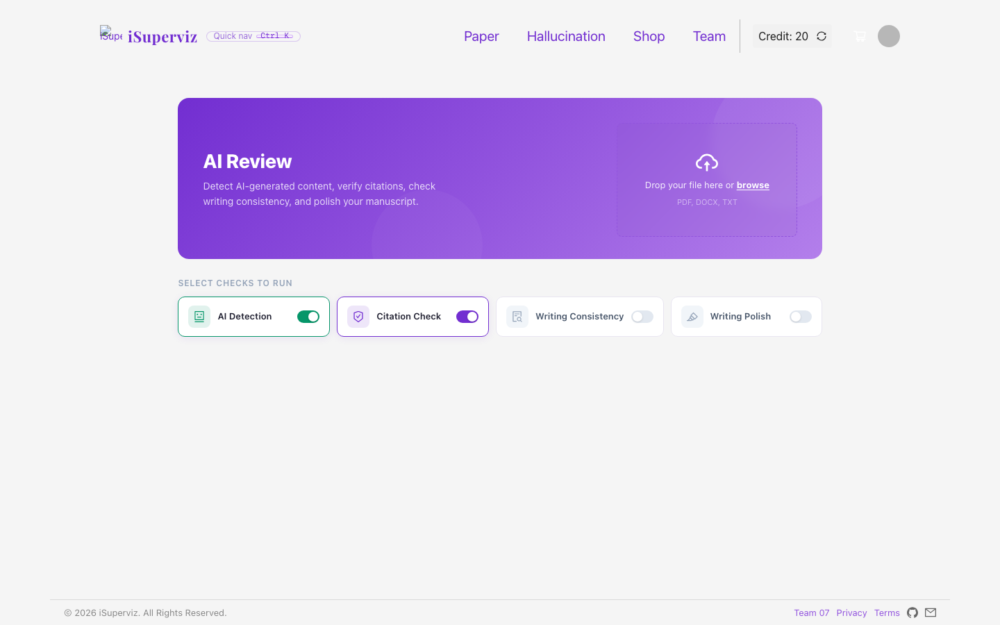 iSupe
iSuperviz
Quick nav Ctrl K
Paper
Hallucination
Shop
Team
Credit: 20
AI Review
Detect AI-generated content, verify citations, check
writing consistency, and polish your manuscript.
Drop your file here or browse
PDF, DOCX, TXT
SELECT CHECKS TO RUN
AI Detection
Citation Check
Writing Consistency
Writing Polish
© 2026 iSuperviz. All Rights Reserved.
Team 07
Privacy
Terms